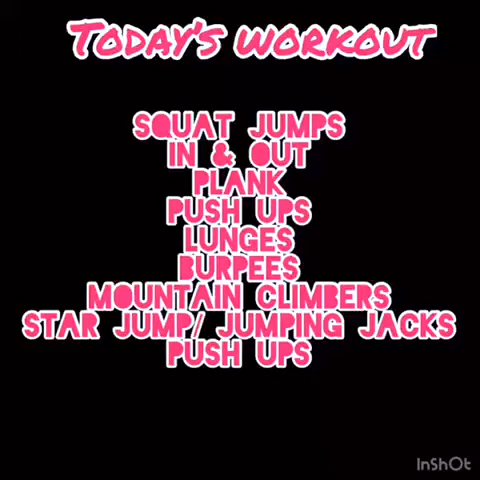 TODAY'S WORKOUT
SQUAT JUMPS
IN & OUT
PLANK
PUSH UPS
LUNGES
BURPEES
MOUNTAIN CLIMBERS
STAR JUMP/ JUMPING JACKS
PUSH UPS
InShOt